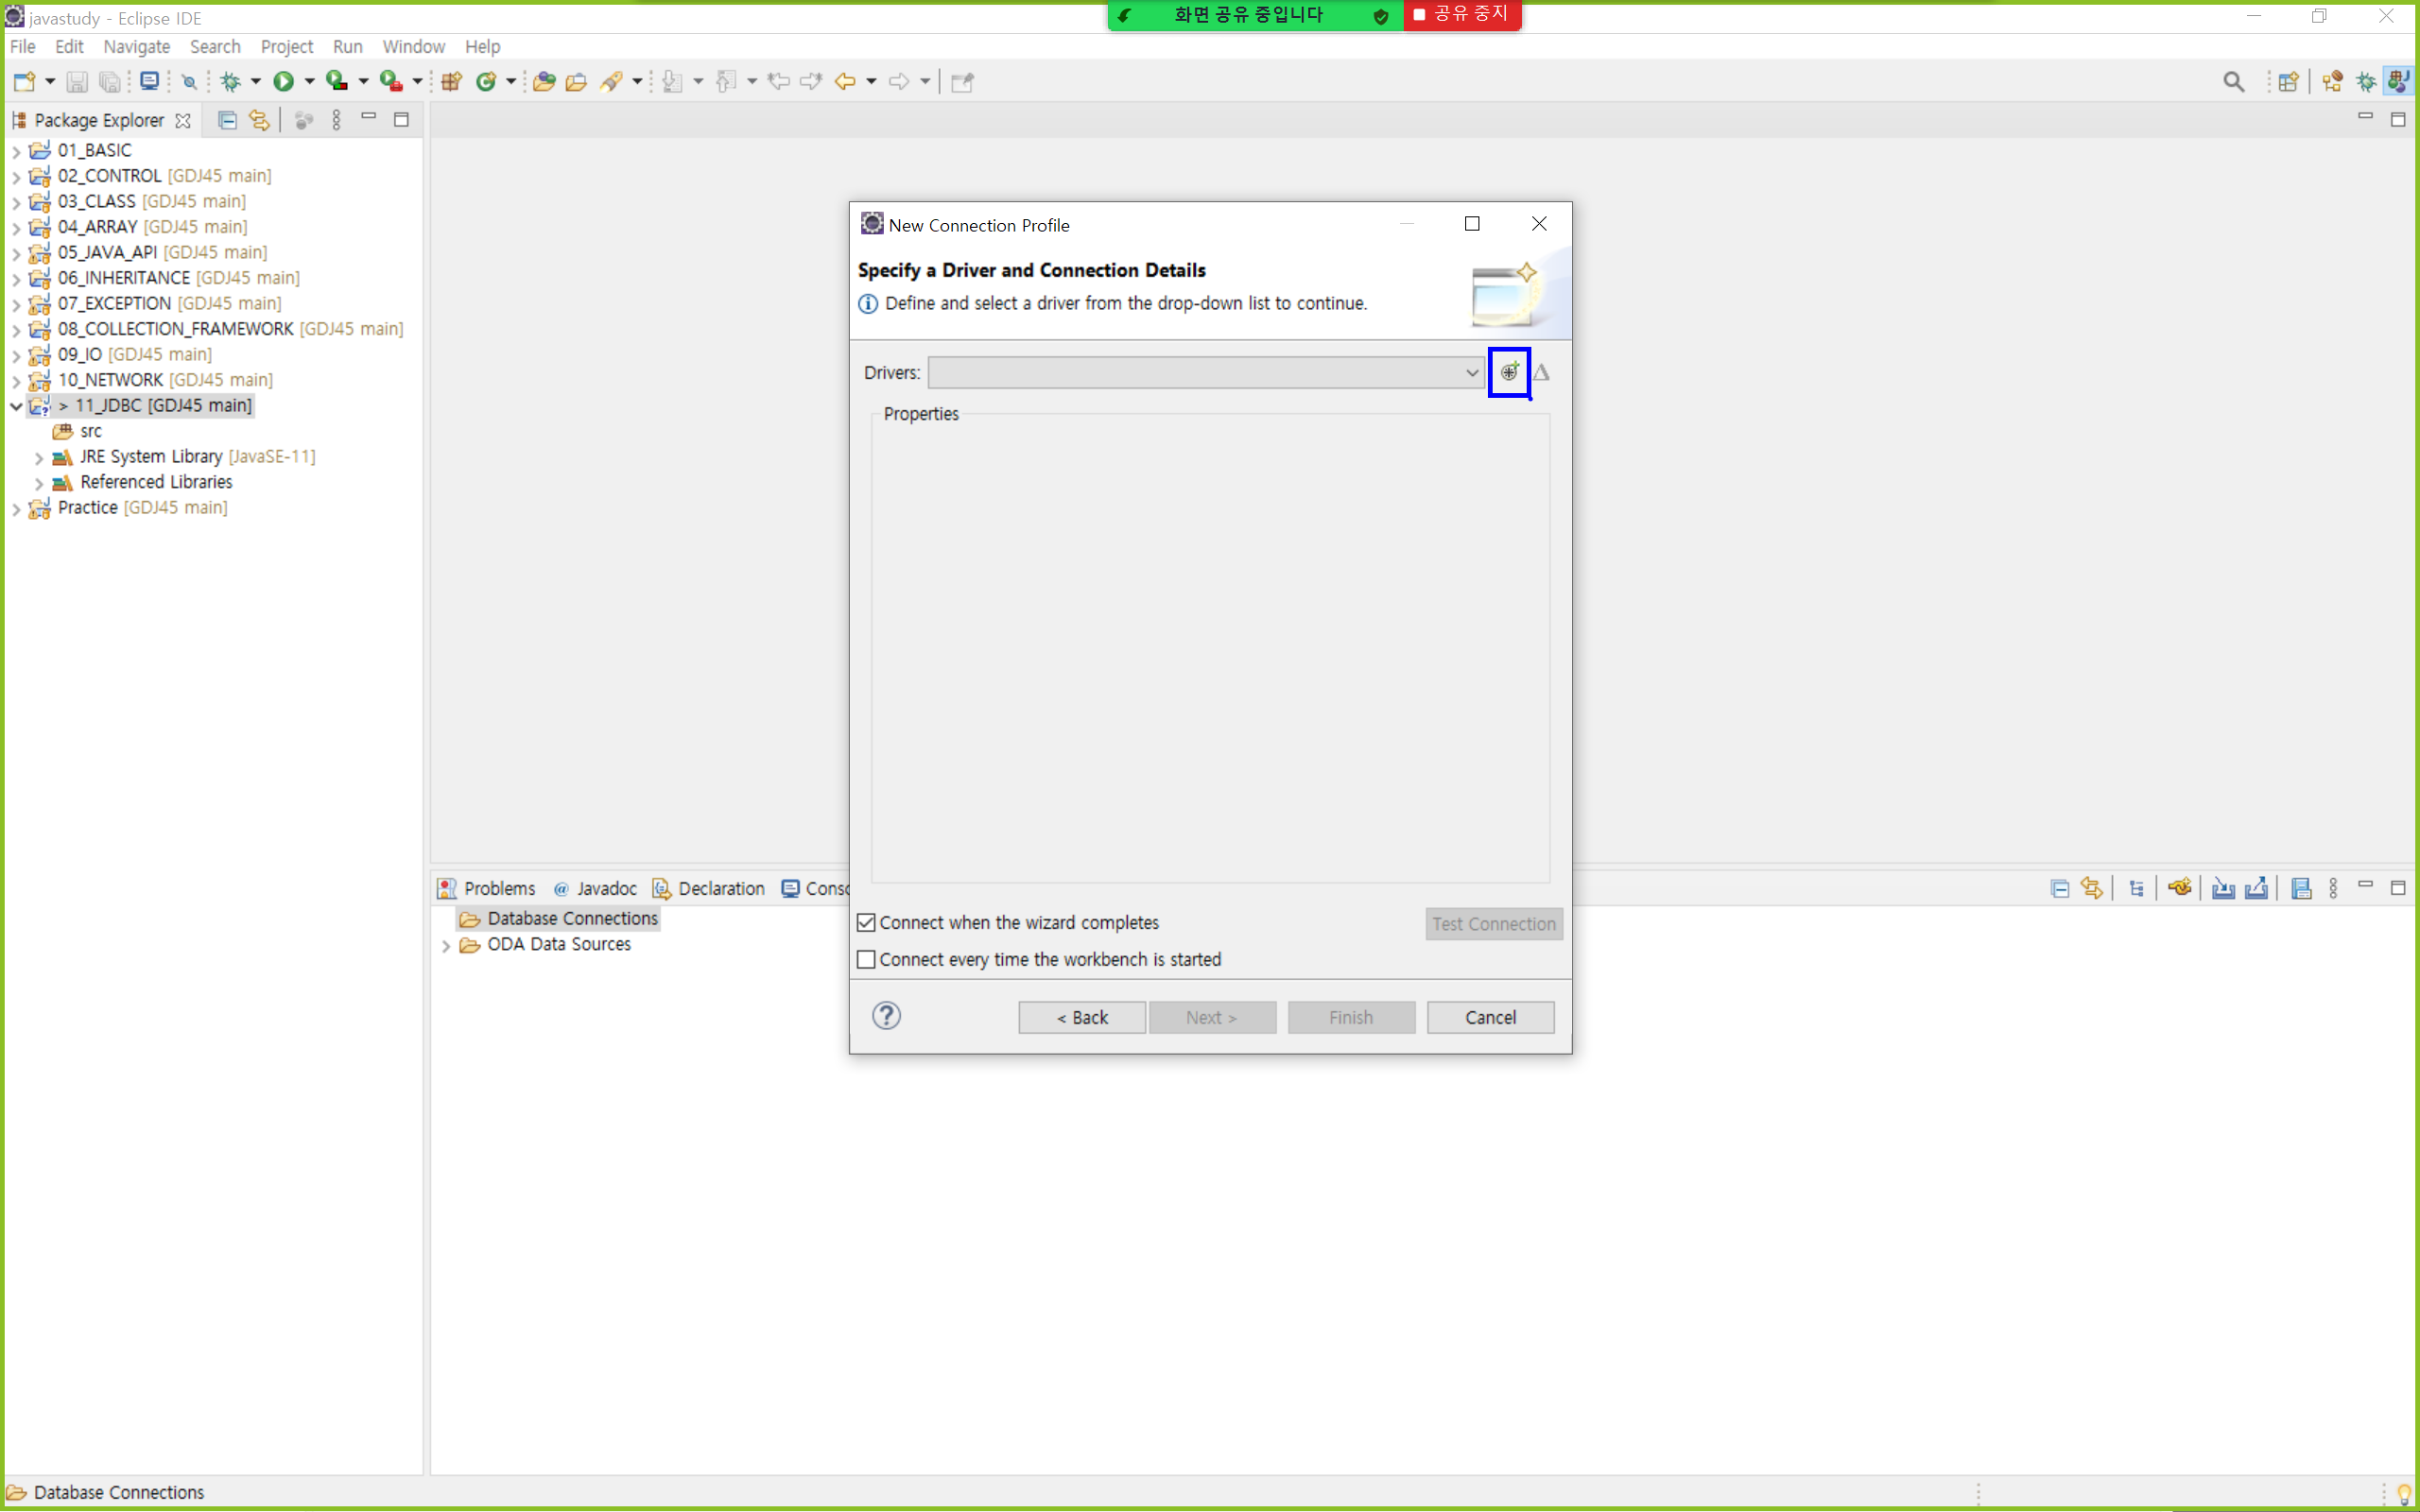 javastudy - Eclipse IDE
화면 공유 중입니다
공유 중지
File Edit Navigate Search Project Run Window Help
Package Explorer
01_BASIC
02_CONTROL [GDJ45 main]
03_CLASS [GDJ45 main]
04_ARRAY [GDJ45 main]
05_JAVA_API [GDJ45 main]
06_INHERITANCE [GDJ45 main]
07_EXCEPTION [GDJ45 main]
08_COLLECTION_FRAMEWORK [GDJ45 main]
09_IO [GDJ45 main]
10_NETWORK [GDJ45 main]
> 11_JDBC [GDJ45 main]
src
JRE System Library [JavaSE-11]
Referenced Libraries
Practice [GDJ45 main]
New Connection Profile
Specify a Driver and Connection Details
Define and select a driver from the drop-down list to continue.
Drivers:
Properties
Connect when the wizard completes
Test Connection
Connect every time the workbench is started
< Back Next > Finish Cancel
Problems Javadoc Declaration Conso
Database Connections
ODA Data Sources
Database Connections